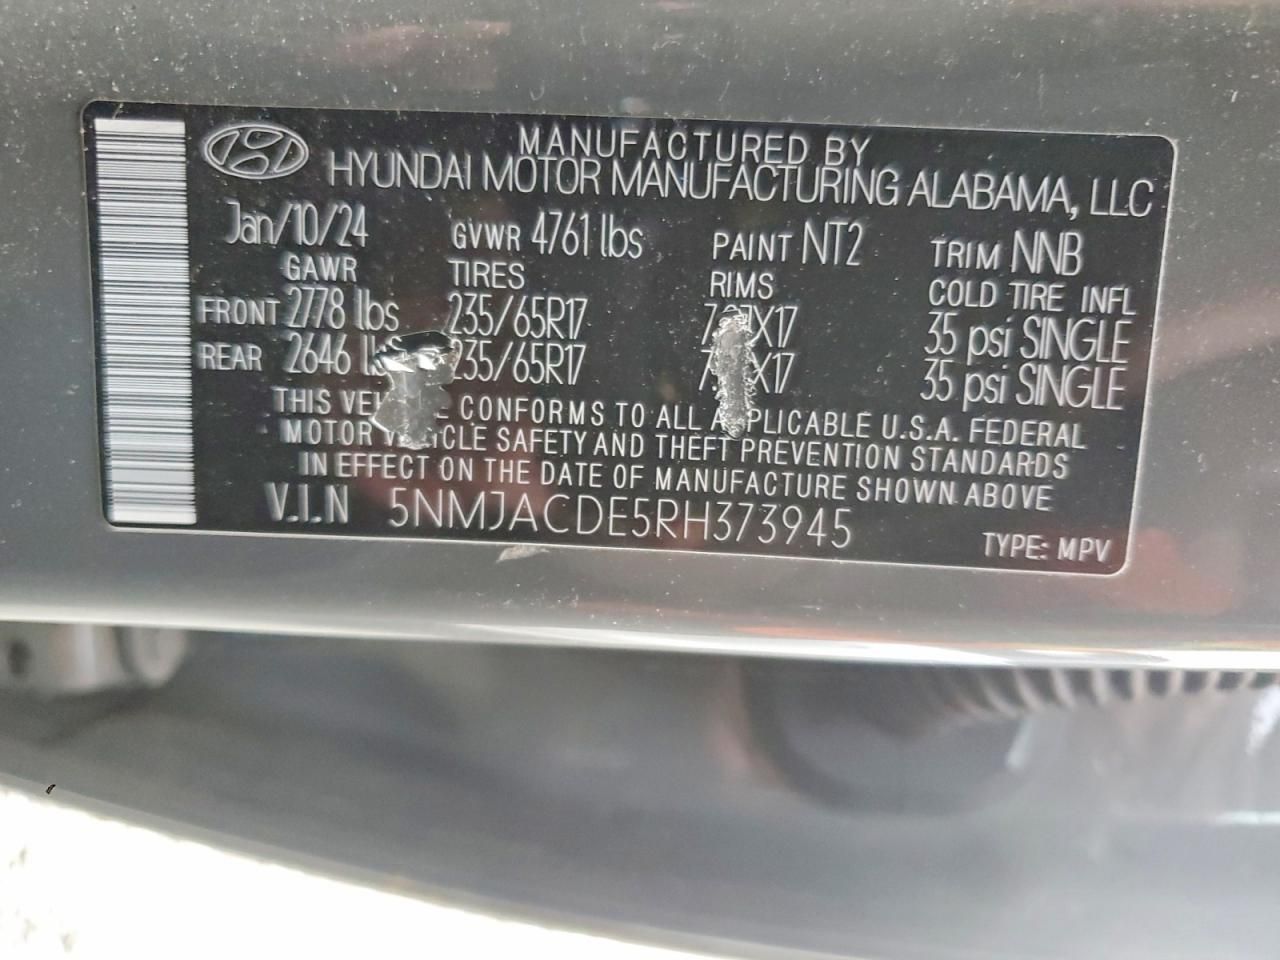 MANUFACTURED BY
HYUNDAI MOTOR MANUFACTURING ALABAMA, LLC
Jan/10/24 GVWR 4761 lbs PAINT NT2 TRIM NNB
GAWR TIRES RIMS COLD TIRE INFL
FRONT 2778 lbs 235/65R17 35 psi SINGLE
REAR 2646 235/65R17 35 psi SINGLE
THIS CONFORMS TO ALL U.S.A. FEDERAL
MOTOR SAFETY AND THEFT PREVENTION STANDARDS
IN EFFECT ON THE DATE OF MANUFACTURE SHOWN ABOVE
V.I.N 5NMJACDE5RH373945 TYPE: MPV